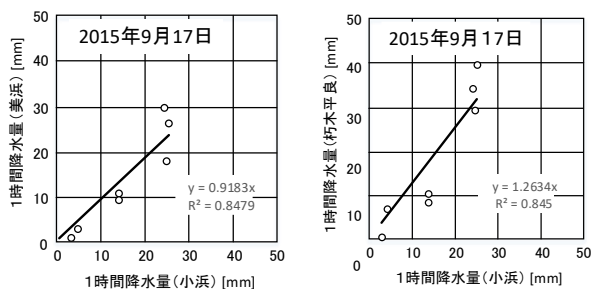 2015年9月17日
1時間降水量(美浜) [mm]
50
40
30
20
10
0
y = 0.9183x
R² = 0.8479
0 10 20 30 40 50
1時間降水量(小浜) [mm]
2015年9月17日
1時間降水量(朽木平良) [mm]
50
40
30
20
10
0
y = 1.2634x
R² = 0.845
0 10 20 30 40 50
1時間降水量(小浜) [mm]